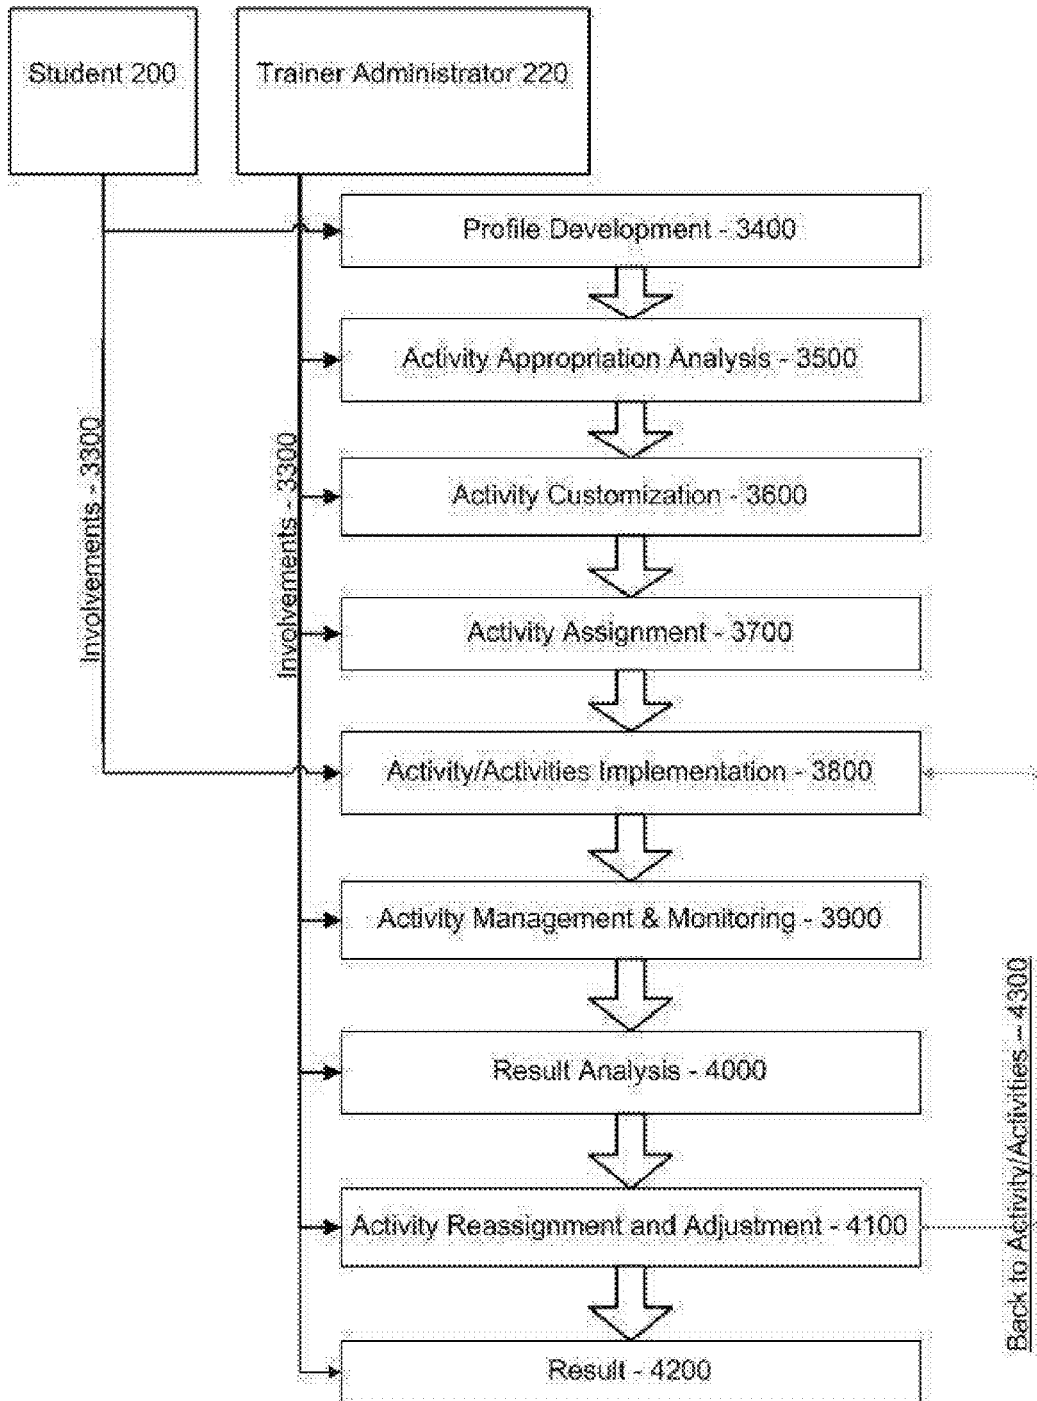 Student 200
Trainer Administrator 220
Profile Development - 3400
Activity Appropriation Analysis - 3500
Involvements - 3300
Involvements - 3300
Activity Customization - 3600
Activity Assignment - 3700
Activity/Activities Implementation - 3800
Activity Management & Monitoring - 3900
Result Analysis - 4000
Back to Activity/Activities – 4300
Activity Reassignment and Adjustment - 4100
Result - 4200